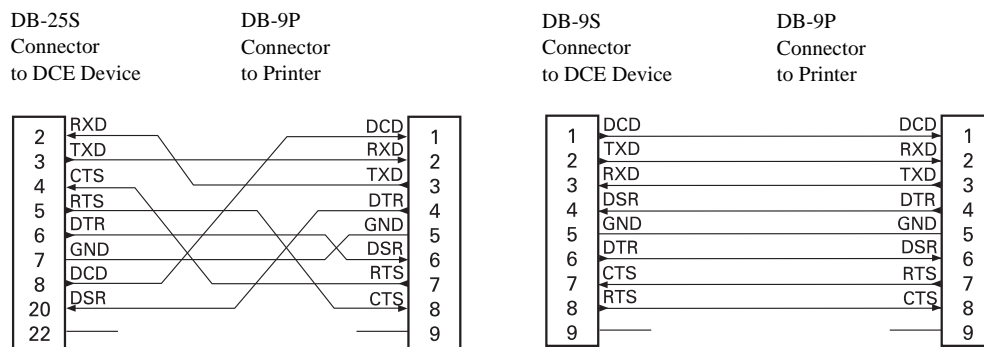 DB-25S
Connector
to DCE Device
DB-9P
Connector
to Printer
2 RXD DCD 1
3 TXD RXD 2
4 CTS TXD 3
5 RTS DTR 4
6 DTR GND 5
7 GND DSR 6
8 DCD RTS 7
20 DSR CTS 8
22 9
DB-9S
Connector
to DCE Device
DB-9P
Connector
to Printer
1 DCD DCD 1
2 TXD RXD 2
3 RXD TXD 3
4 DSR DTR 4
5 GND GND 5
6 DTR DSR 6
7 CTS RTS 7
8 RTS CTS 8
9 9